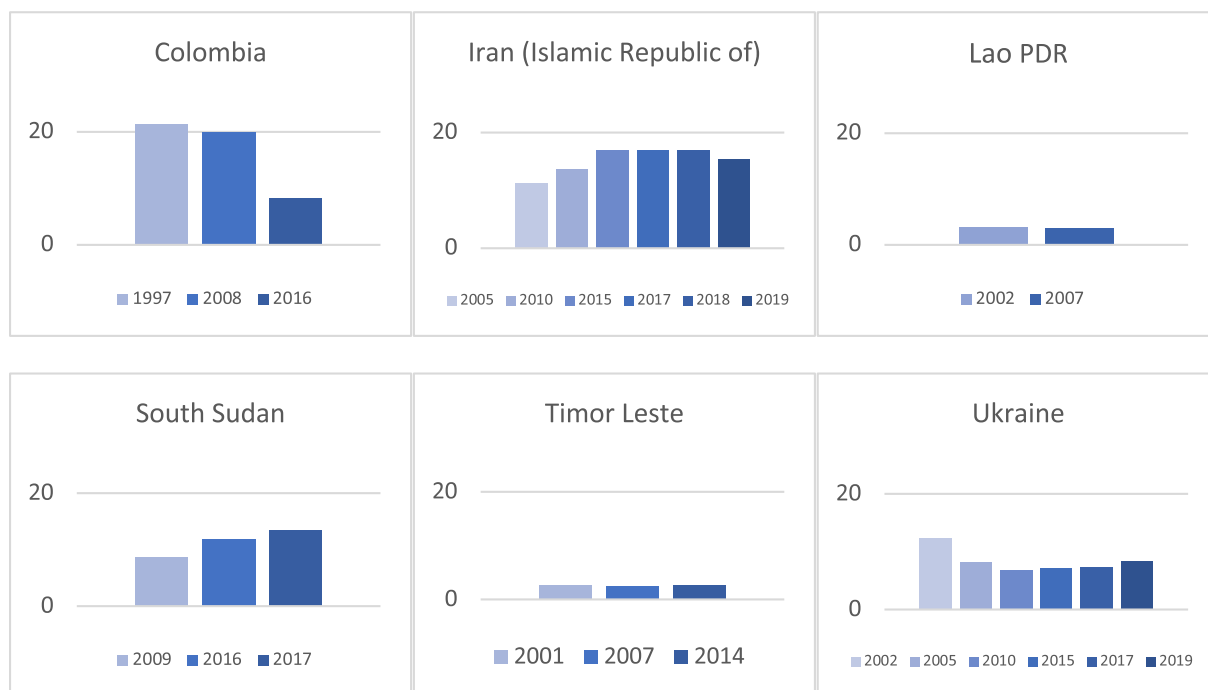 Colombia
20
0
1997 2008 2016
Iran (Islamic Republic of)
20
0
2005 2010 2015 2017 2018 2019
Lao PDR
20
0
2002 2007
South Sudan
20
0
2009 2016 2017
Timor Leste
20
0
2001 2007 2014
Ukraine
20
0
2002 2005 2010 2015 2017 2019